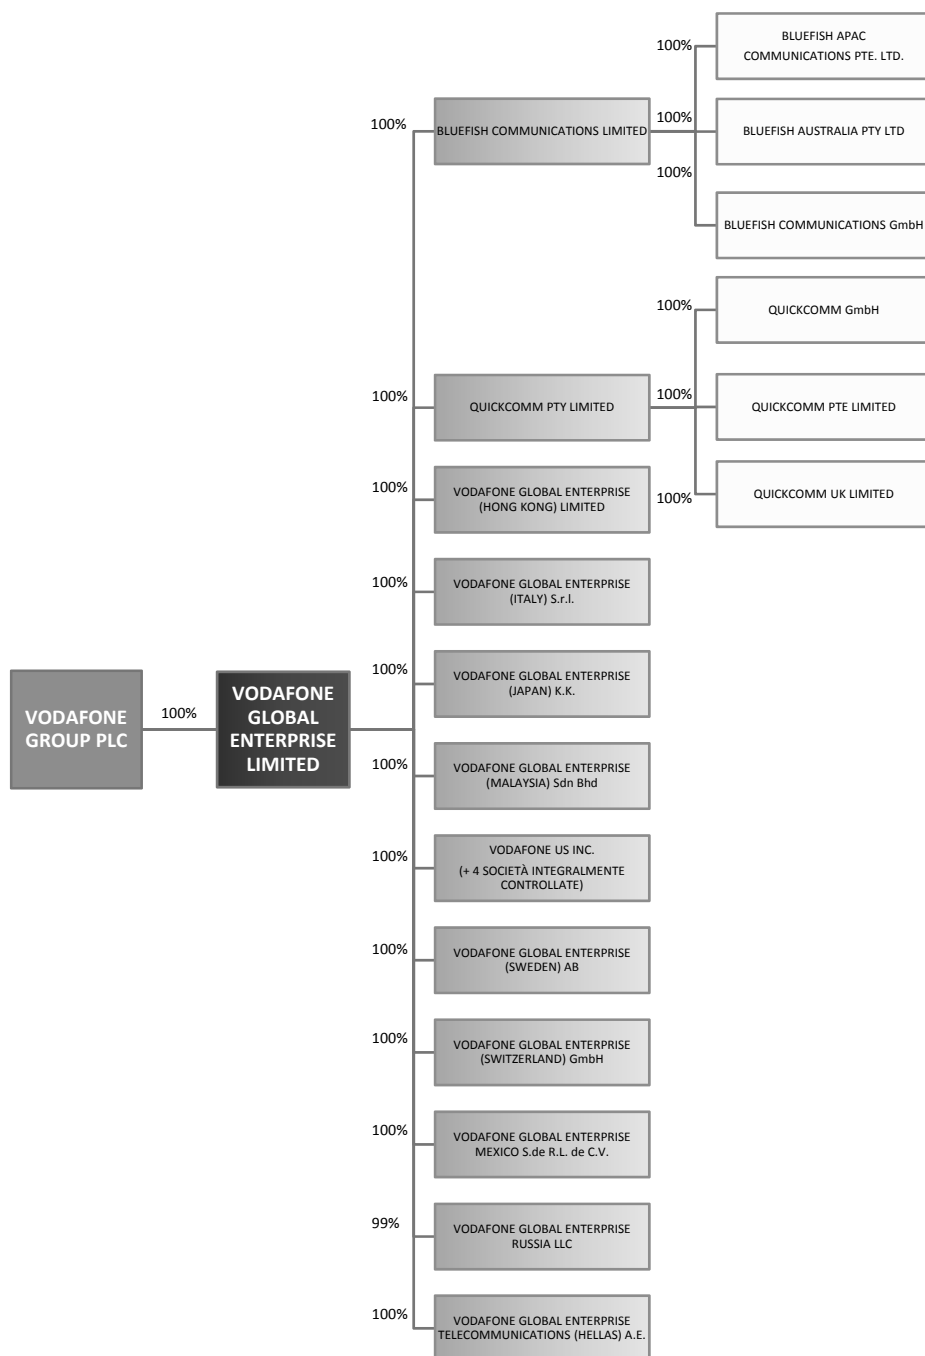 BLUEFISH APAC
COMMUNICATIONS PTE. LTD.
100%
100%
BLUEFISH COMMUNICATIONS LIMITED
100%
BLUEFISH AUSTRALIA PTY LTD
100%
BLUEFISH COMMUNICATIONS GmbH
100%
QUICKCOMM GmbH
100%
QUICKCOMM PTY LIMITED
100%
QUICKCOMM PTE LIMITED
100%
QUICKCOMM UK LIMITED
100%
VODAFONE GLOBAL ENTERPRISE
(HONG KONG) LIMITED
100%
VODAFONE GLOBAL ENTERPRISE
(ITALY) S.r.l.
VODAFONE
GROUP PLC
100%
VODAFONE
GLOBAL
ENTERPRISE
LIMITED
100%
VODAFONE GLOBAL ENTERPRISE
(JAPAN) K.K.
100%
VODAFONE GLOBAL ENTERPRISE
(MALAYSIA) Sdn Bhd
100%
VODAFONE US INC.
(+ 4 SOCIETÀ INTEGRALMENTE
CONTROLLATE)
100%
VODAFONE GLOBAL ENTERPRISE
(SWEDEN) AB
100%
VODAFONE GLOBAL ENTERPRISE
(SWITZERLAND) GmbH
100%
VODAFONE GLOBAL ENTERPRISE
MEXICO S.de R.L. de C.V.
99%
VODAFONE GLOBAL ENTERPRISE
RUSSIA LLC
100%
VODAFONE GLOBAL ENTERPRISE
TELECOMMUNICATIONS (HELLAS) A.E.